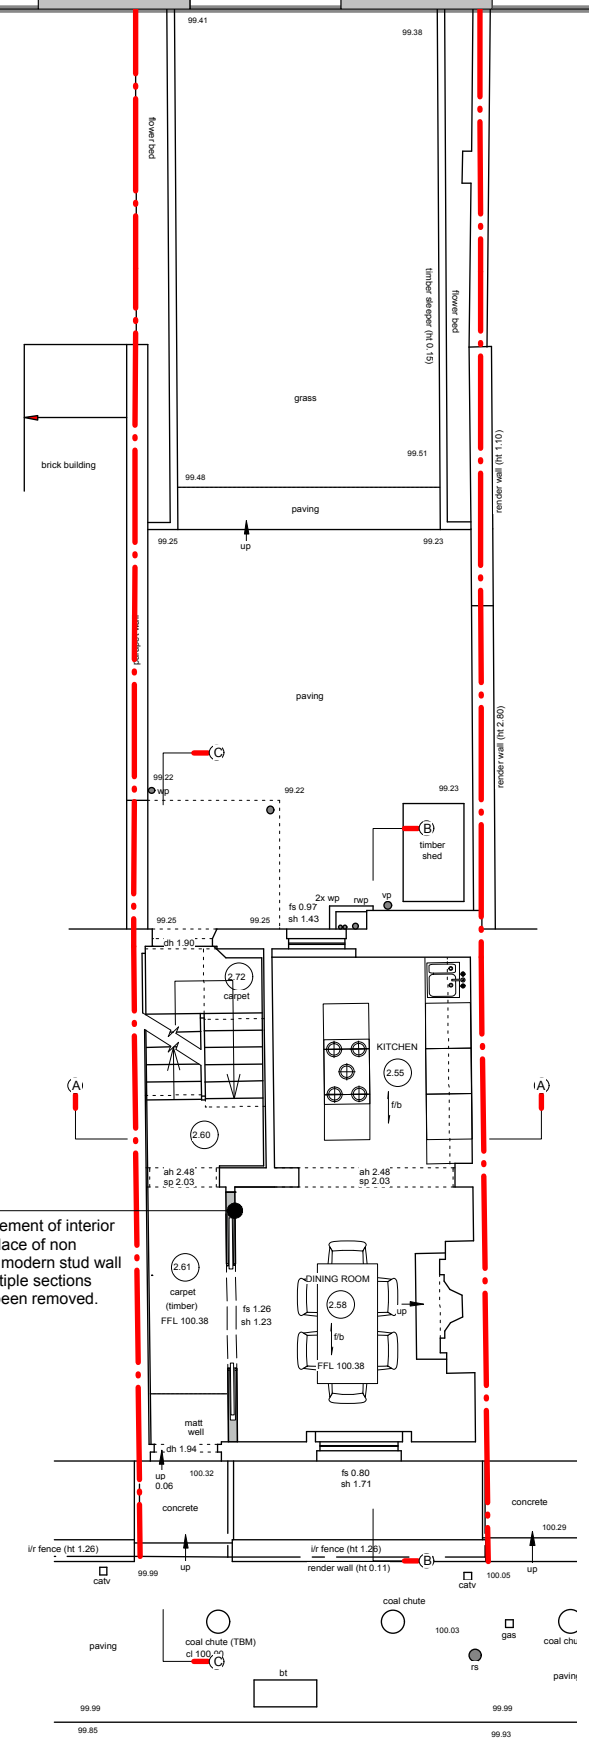 99.41
99.38
flower bed
timber sleeper (ht 0.15)
flower bed
grass
99.51
brick building
99.48
render wall (ht 1.10)
paving
99.25
up
99.23
paving
render wall (ht 2.80)
C
99.22
wp
99.22
99.23
B
timber
shed
2x wp
rwp
vp
fs 0.97
sh 1.43
99.25
99.25
dh 1.90
2.72
carpet
KITCHEN
2.55
A
A
f/b
2.60
ah 2.48
sp 2.03
ah 2.48
sp 2.03
ement of interior
lace of non
modern stud wall
tiple sections
been removed.
2.61
carpet
(timber)
FFL 100.38
fs 1.26
sh 1.23
DINING ROOM
2.58
up
f/b
FFL 100.38
matt
well
dh 1.94
up
0.06
100.32
fs 0.80
sh 1.71
concrete
concrete
100.29
i/r fence (ht 1.26)
i/r fence (ht 1.26)
B
99.99
up
render wall (ht 0.11)
100.05
up
catv
catv
coal chute
100.03
gas
paving
coal chute (TBM)
cl 100.00
C
coal chu
rs
bt
paving
99.99
99.99
99.85
99.93